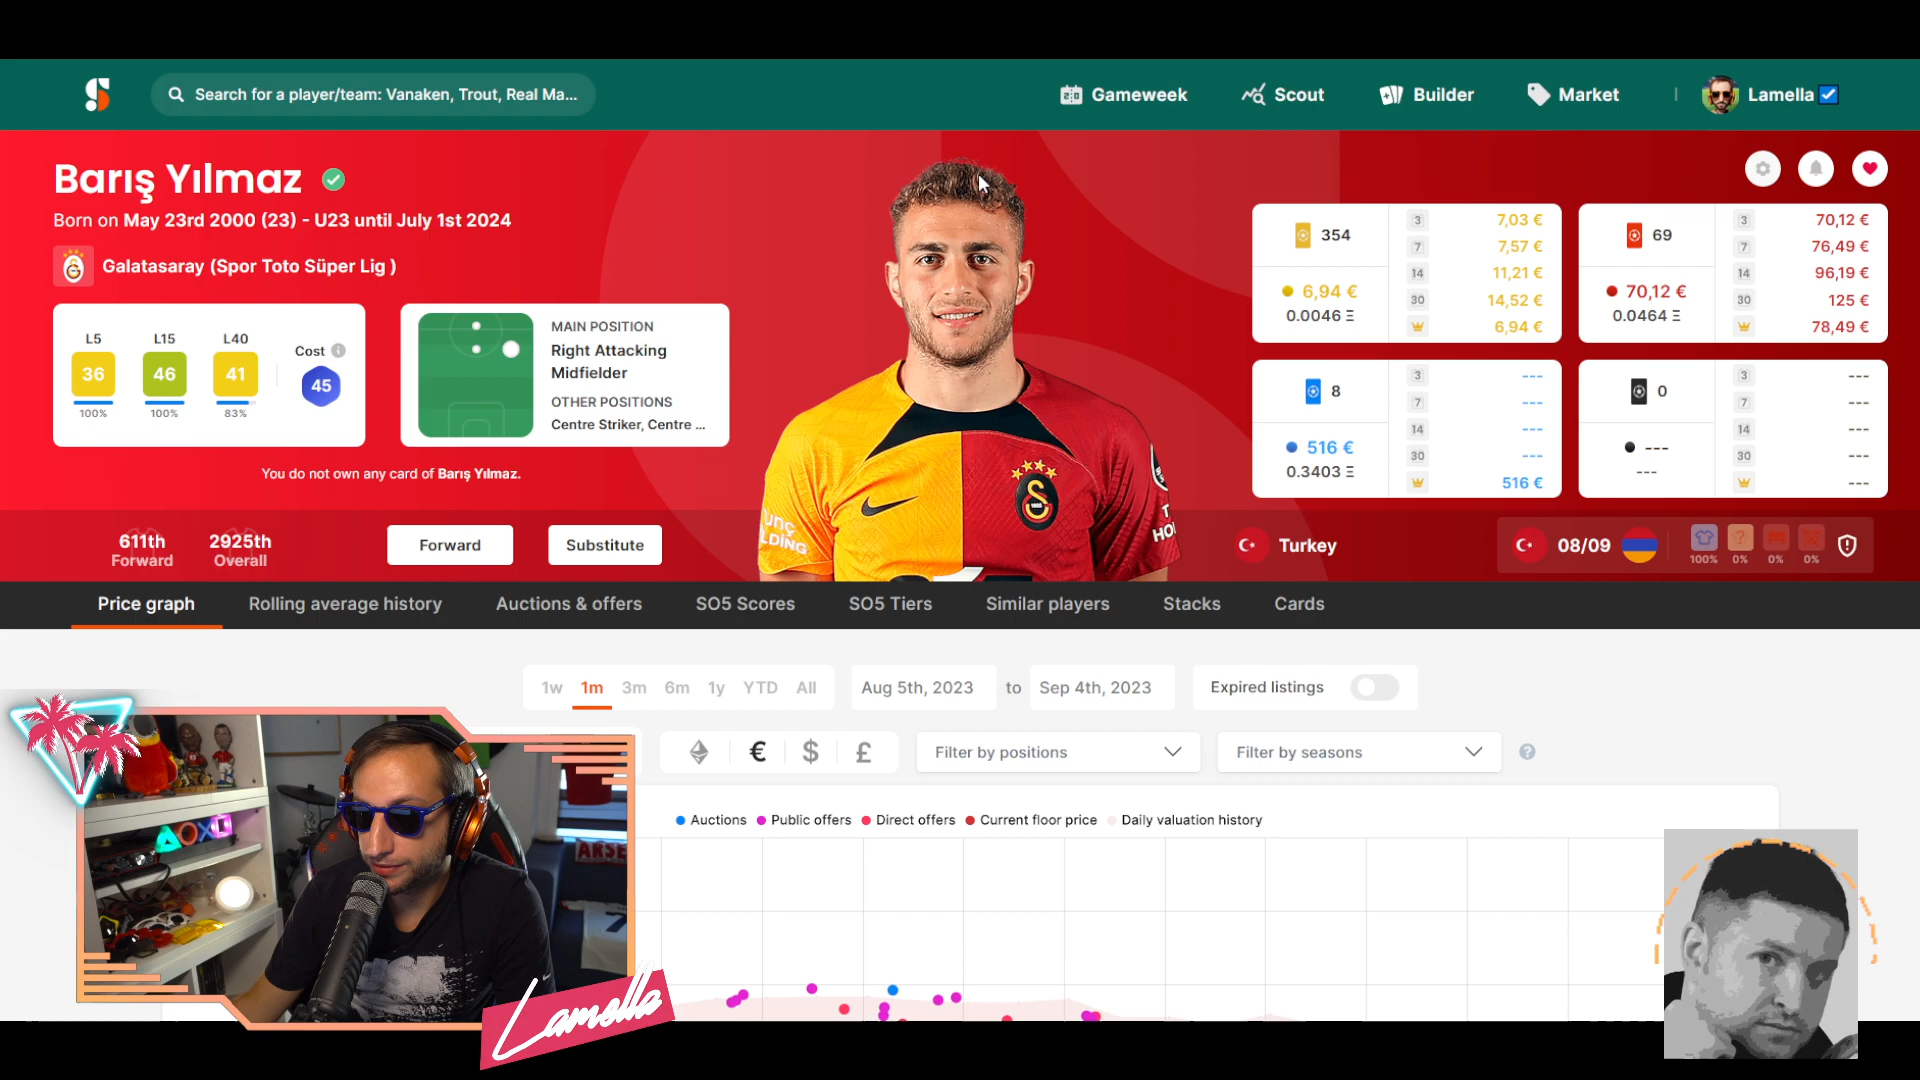 Search for a player/team: Vanaken, Trout, Real Ma...
Gameweek
Scout
Builder
Market
Lamella
Barış Yılmaz
Born on May 23rd 2000 (23) - U23 until July 1st 2024
Galatasaray (Spor Toto Süper Lig )
L5
L15
L40
Cost
36
46
41
45
100%
100%
83%
MAIN POSITION
Right Attacking
Midfielder
OTHER POSITIONS
Centre Striker, Centre ...
You do not own any card of Barış Yılmaz.
354
6,94 €
0.0046 Ξ
3 7,03 €
7 7,57 €
14 11,21 €
30 14,52 €
6,94 €
69
70,12 €
0.0464 Ξ
3 70,12 €
7 76,49 €
14 96,19 €
30 125 €
78,49 €
8
516 €
0.3403 Ξ
3 ---
7 ---
14 ---
30 ---
516 €
0
---
---
3 ---
7 ---
14 ---
30 ---
---
611th
Forward
2925th
Overall
Forward
Substitute
Turkey
08/09
100%
0%
0%
0%
Price graph
Rolling average history
Auctions & offers
SO5 Scores
SO5 Tiers
Similar players
Stacks
Cards
1w 1m 3m 6m 1y YTD All
Aug 5th, 2023 to Sep 4th, 2023
Expired listings
€ $ £
Filter by positions
Filter by seasons
Auctions
Public offers
Direct offers
Current floor price
Daily valuation history
Lamella